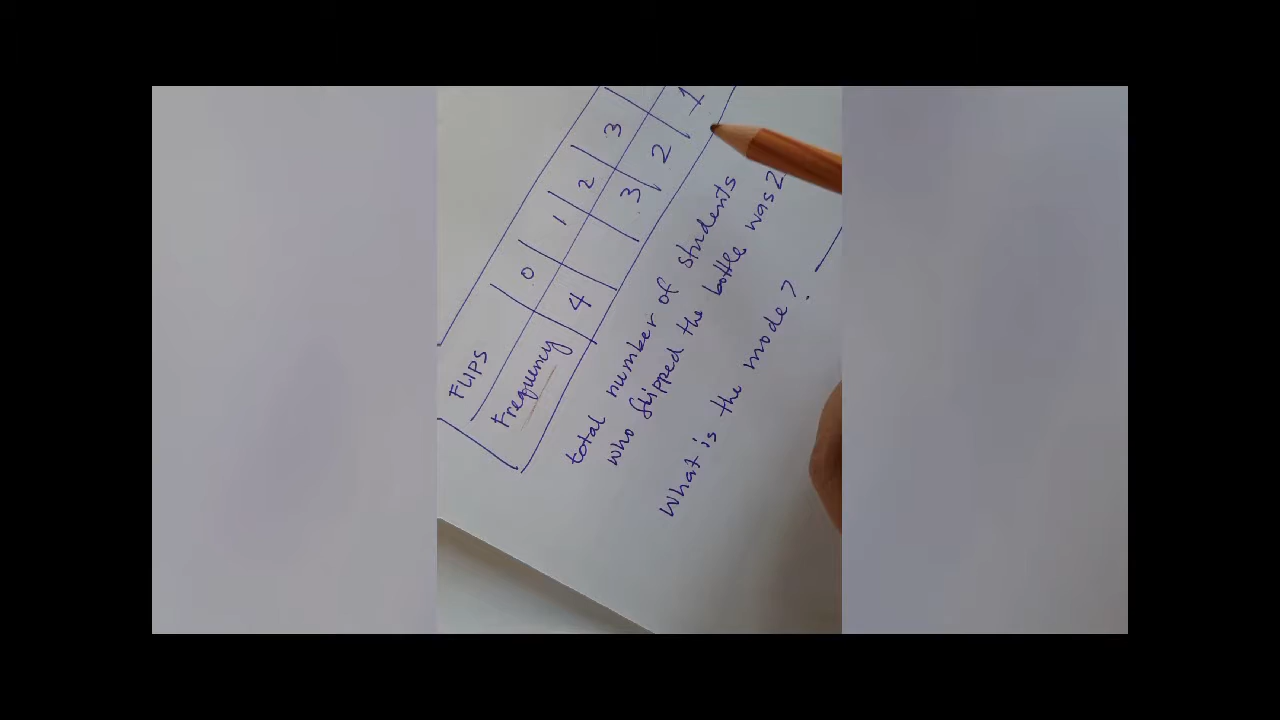 FLIPS 0 1 2 3
Frequency 4 3 2 1
total number of students
who flipped the bottle was 2
What is the mode?